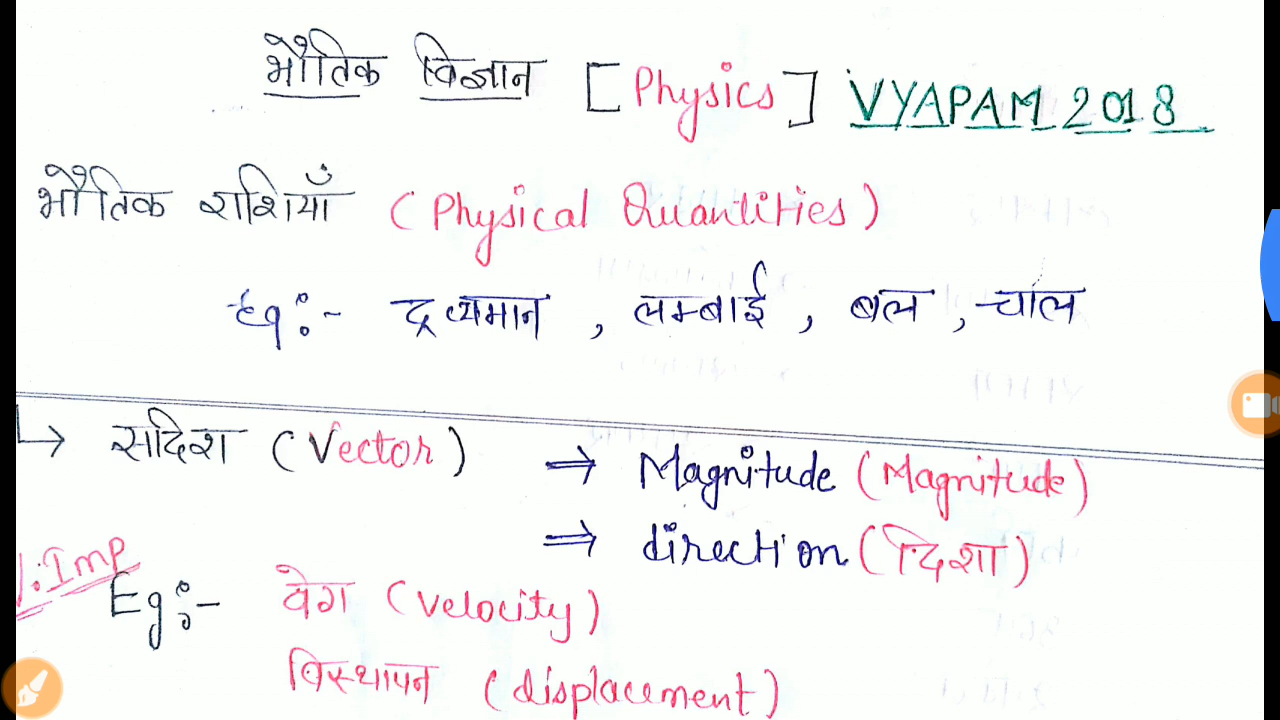 भौतिक विज्ञान [Physics] VYAPAM 2018
भौतिक राशियाँ (Physical Quantities)
Eg:- द्रव्यमान, लम्बाई, बल, चाल
↳ सदिश (Vector) ⇒ Magnitude (Magnitude)
⇒ direction (दिशा)
Imp
Eg:- वेग (Velocity)
विस्थापन (displacement)